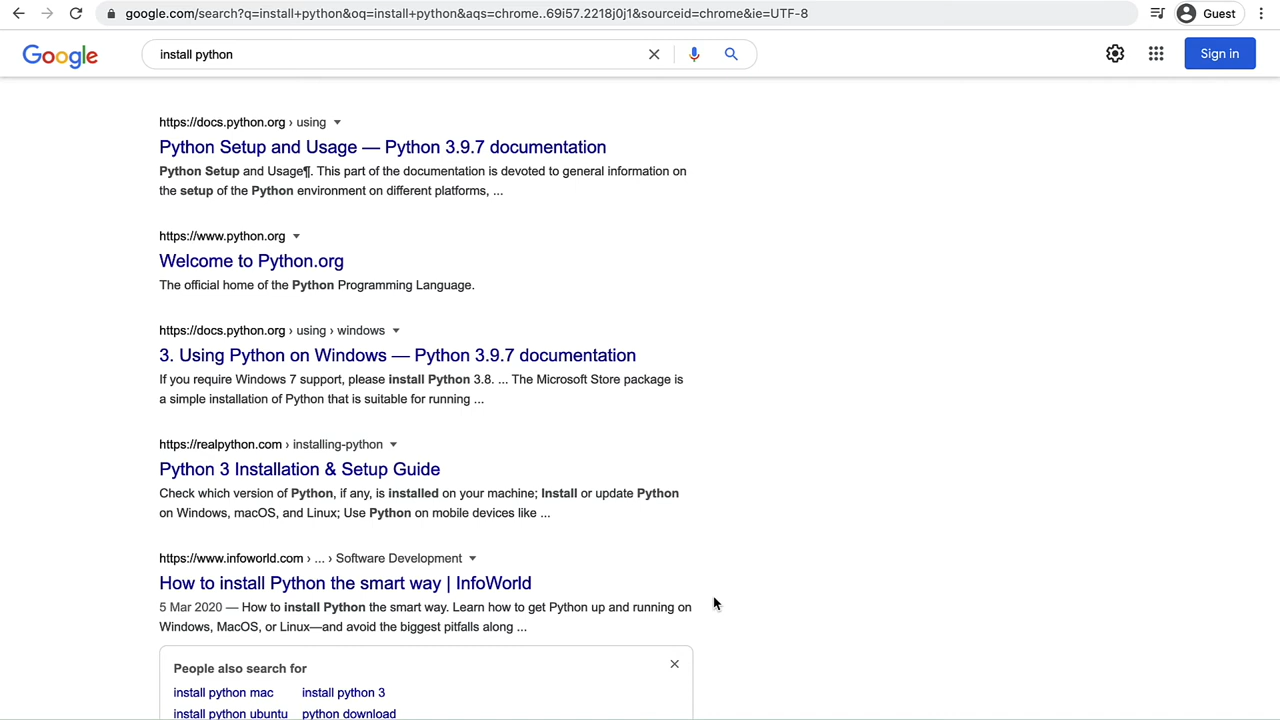 google.com/search?q=install+python&oq=install+python&aqs=chrome..69i57.2218j0j1&sourceid=chrome&ie=UTF-8
Guest
Google
install python
Sign in
https://docs.python.org › using
Python Setup and Usage — Python 3.9.7 documentation
Python Setup and Usage¶. This part of the documentation is devoted to general information on
the setup of the Python environment on different platforms, ...
https://www.python.org
Welcome to Python.org
The official home of the Python Programming Language.
https://docs.python.org › using › windows
3. Using Python on Windows — Python 3.9.7 documentation
If you require Windows 7 support, please install Python 3.8. ... The Microsoft Store package is
a simple installation of Python that is suitable for running ...
https://realpython.com › installing-python
Python 3 Installation & Setup Guide
Check which version of Python, if any, is installed on your machine; Install or update Python
on Windows, macOS, and Linux; Use Python on mobile devices like ...
https://www.infoworld.com › ... › Software Development
How to install Python the smart way | InfoWorld
5 Mar 2020 — How to install Python the smart way. Learn how to get Python up and running on
Windows, MacOS, or Linux—and avoid the biggest pitfalls along ...
People also search for
install python mac install python 3
install python ubuntu python download